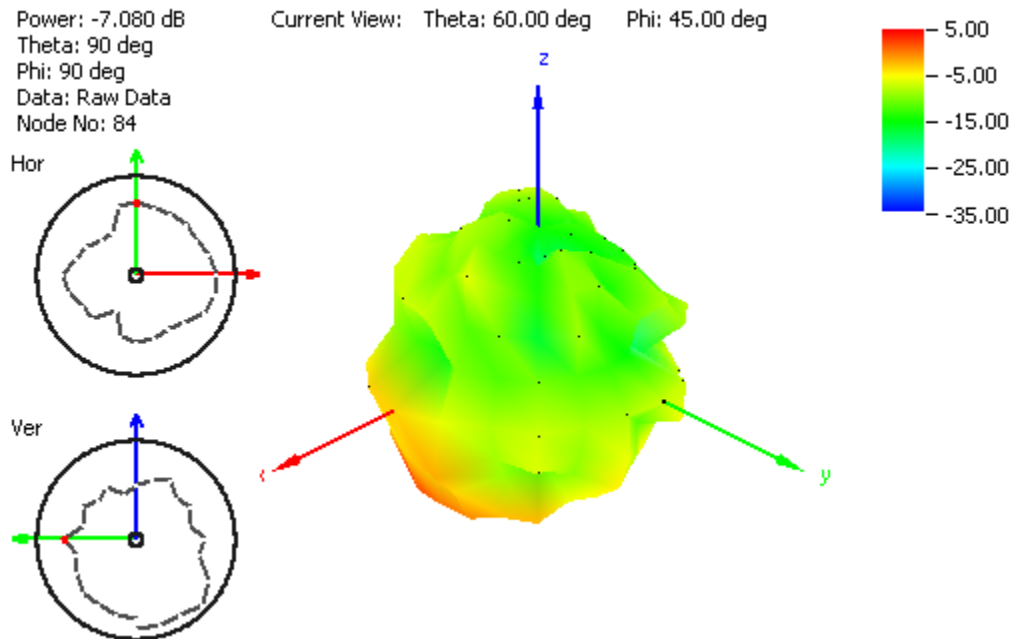 Power: -7.080 dB
Theta: 90 deg
Phi: 90 deg
Data: Raw Data
Node No: 84
Current View: Theta: 60.00 deg Phi: 45.00 deg
z
5.00
-5.00
-15.00
-25.00
-35.00
Hor
Ver
x
y